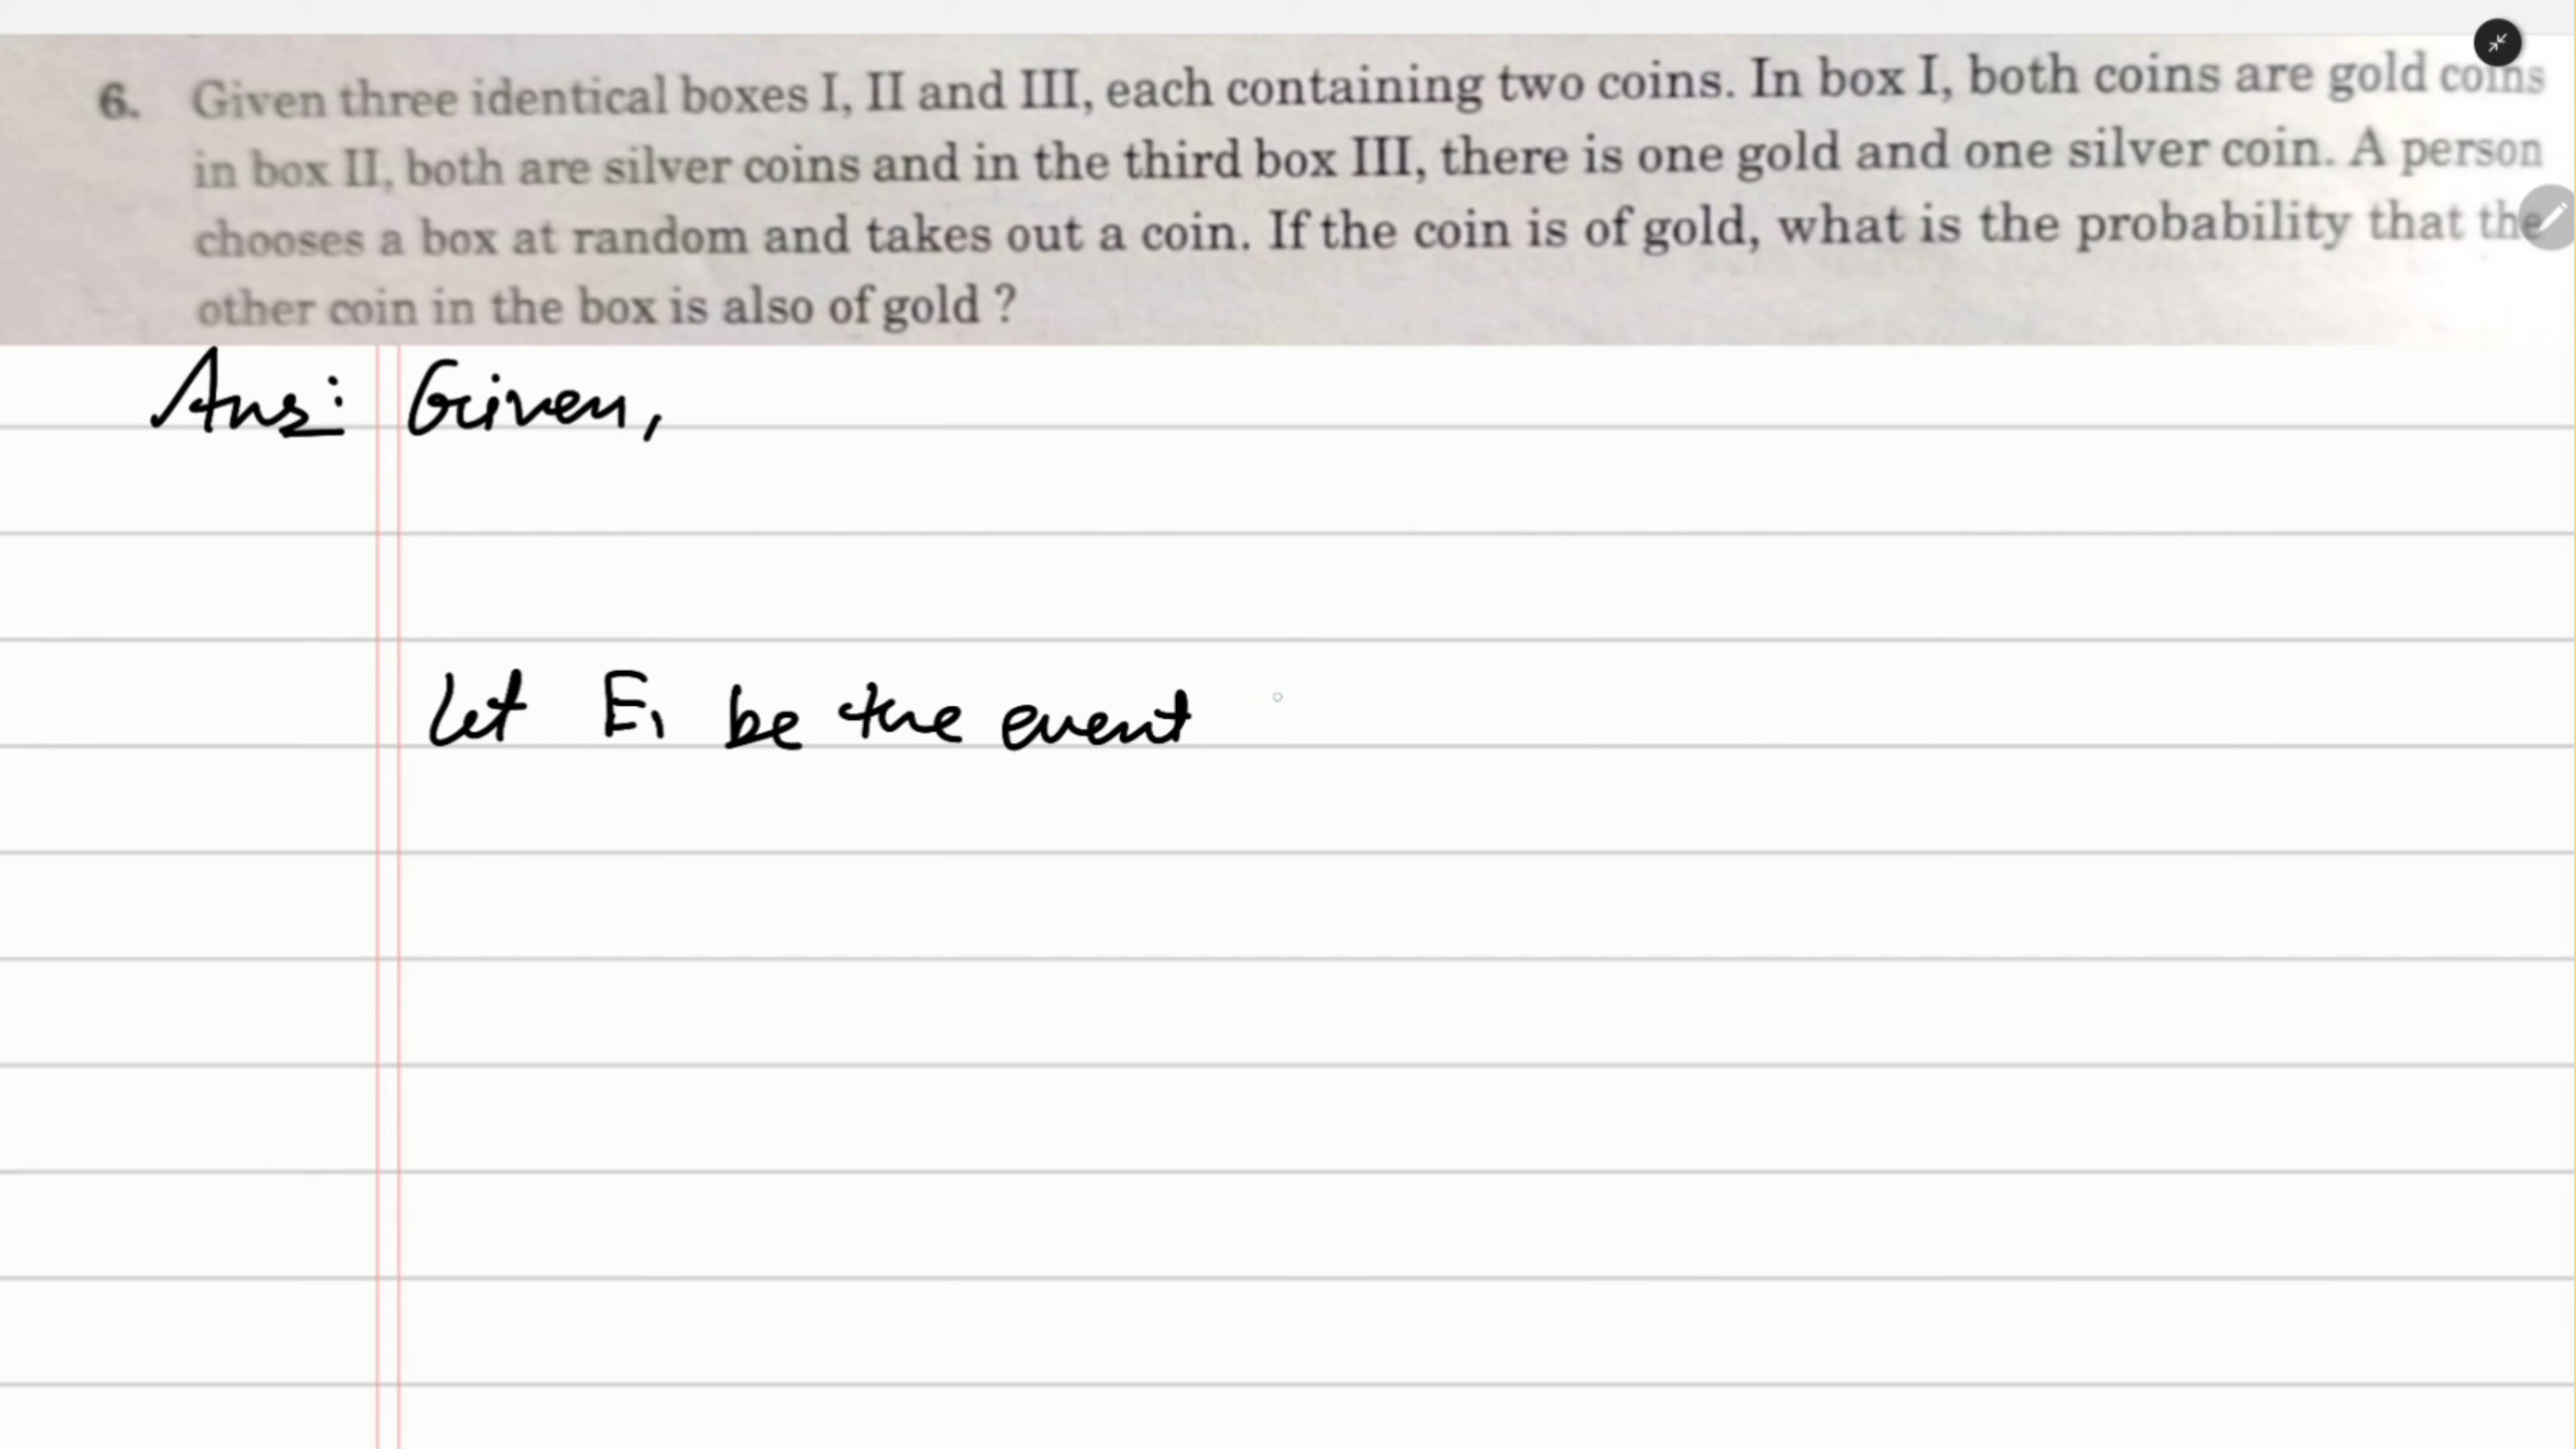 6. Given three identical boxes I, II and III, each containing two coins. In box I, both coins are gold coins
in box II, both are silver coins and in the third box III, there is one gold and one silver coin. A person
chooses a box at random and takes out a coin. If the coin is of gold, what is the probability that the
other coin in the box is also of gold ?
Ans: Given,
Let E1 be the event